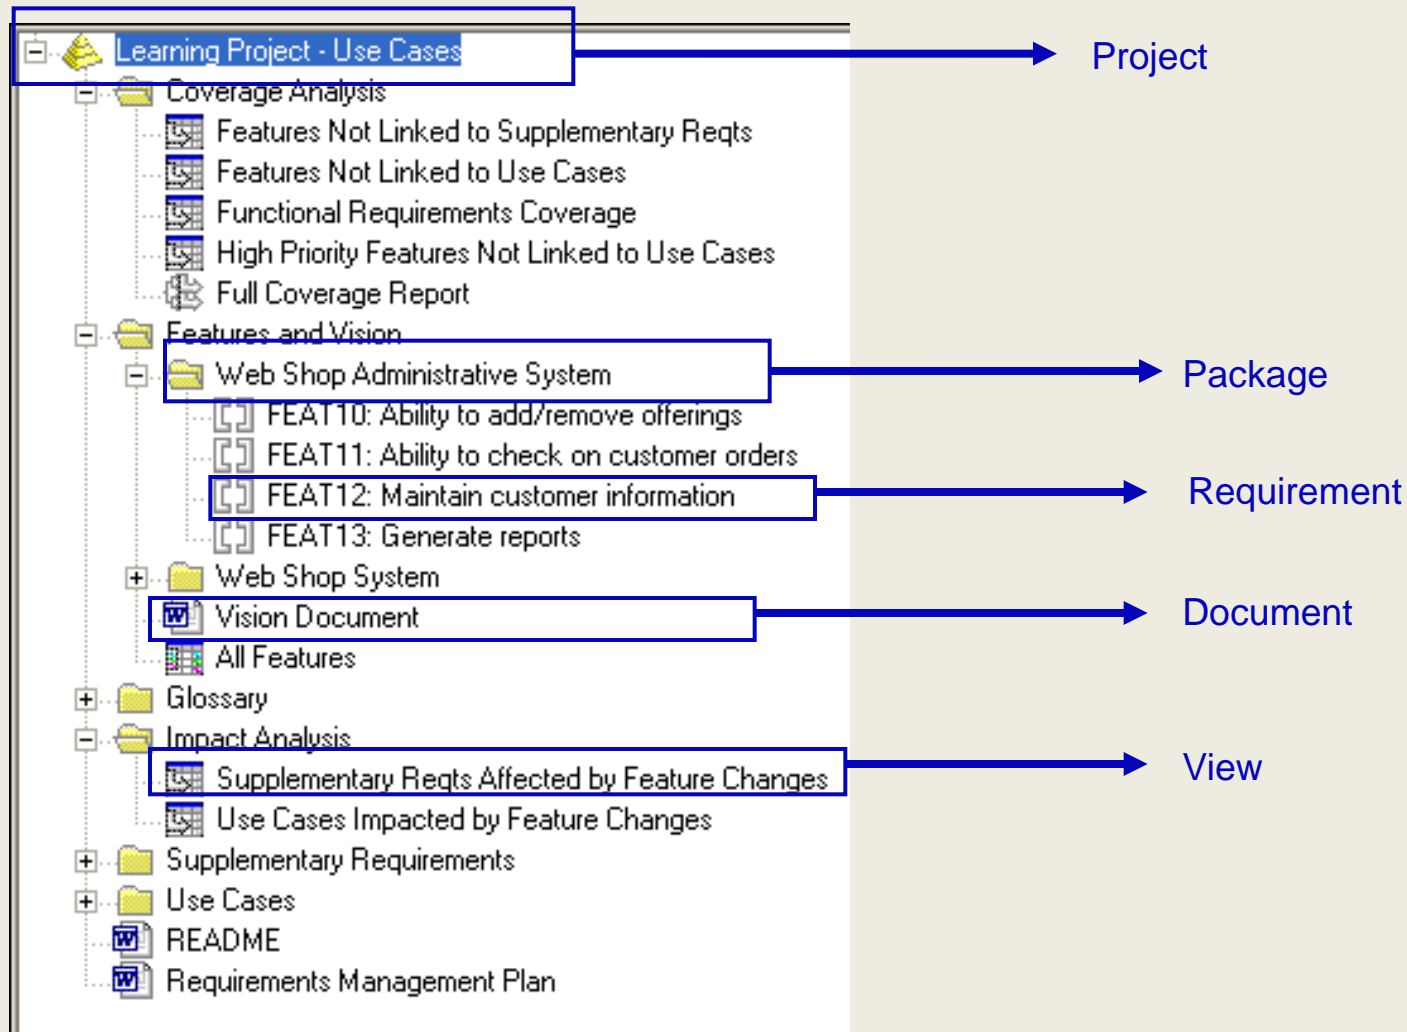 Learning Project - Use Cases
Project
Coverage Analysis
Features Not Linked to Supplementary Reqts
Features Not Linked to Use Cases
Functional Requirements Coverage
High Priority Features Not Linked to Use Cases
Full Coverage Report
Features and Vision
Web Shop Administrative System
Package
FEAT10: Ability to add/remove offerings
FEAT11: Ability to check on customer orders
FEAT12: Maintain customer information
Requirement
FEAT13: Generate reports
Web Shop System
Vision Document
Document
All Features
Glossary
Impact Analysis
Supplementary Reqts Affected by Feature Changes
View
Use Cases Impacted by Feature Changes
Supplementary Requirements
Use Cases
README
Requirements Management Plan